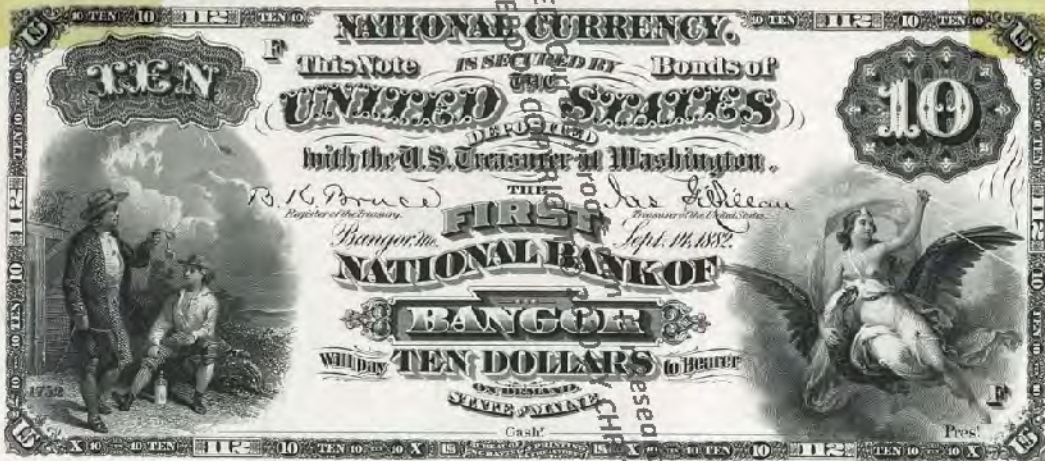 NATIONAL CURRENCY.
F
TEN
This Note IS SECURED BY Bonds of
THE
UNITED STATES
10
DEPOSITED
with the U.S. Treasurer at Washington.
B. K. Bruce
Register of the Treasury.
THE
Jas Gilfillan
Treasurer of the United States.
FIRST
Bangor, Me.
Sept. 14, 1882.
NATIONAL BANK OF
BANGOR
Will pay TEN DOLLARS to Bearer
ON DEMAND.
STATE OF MAINE
1752
F
Cash!
Pres!